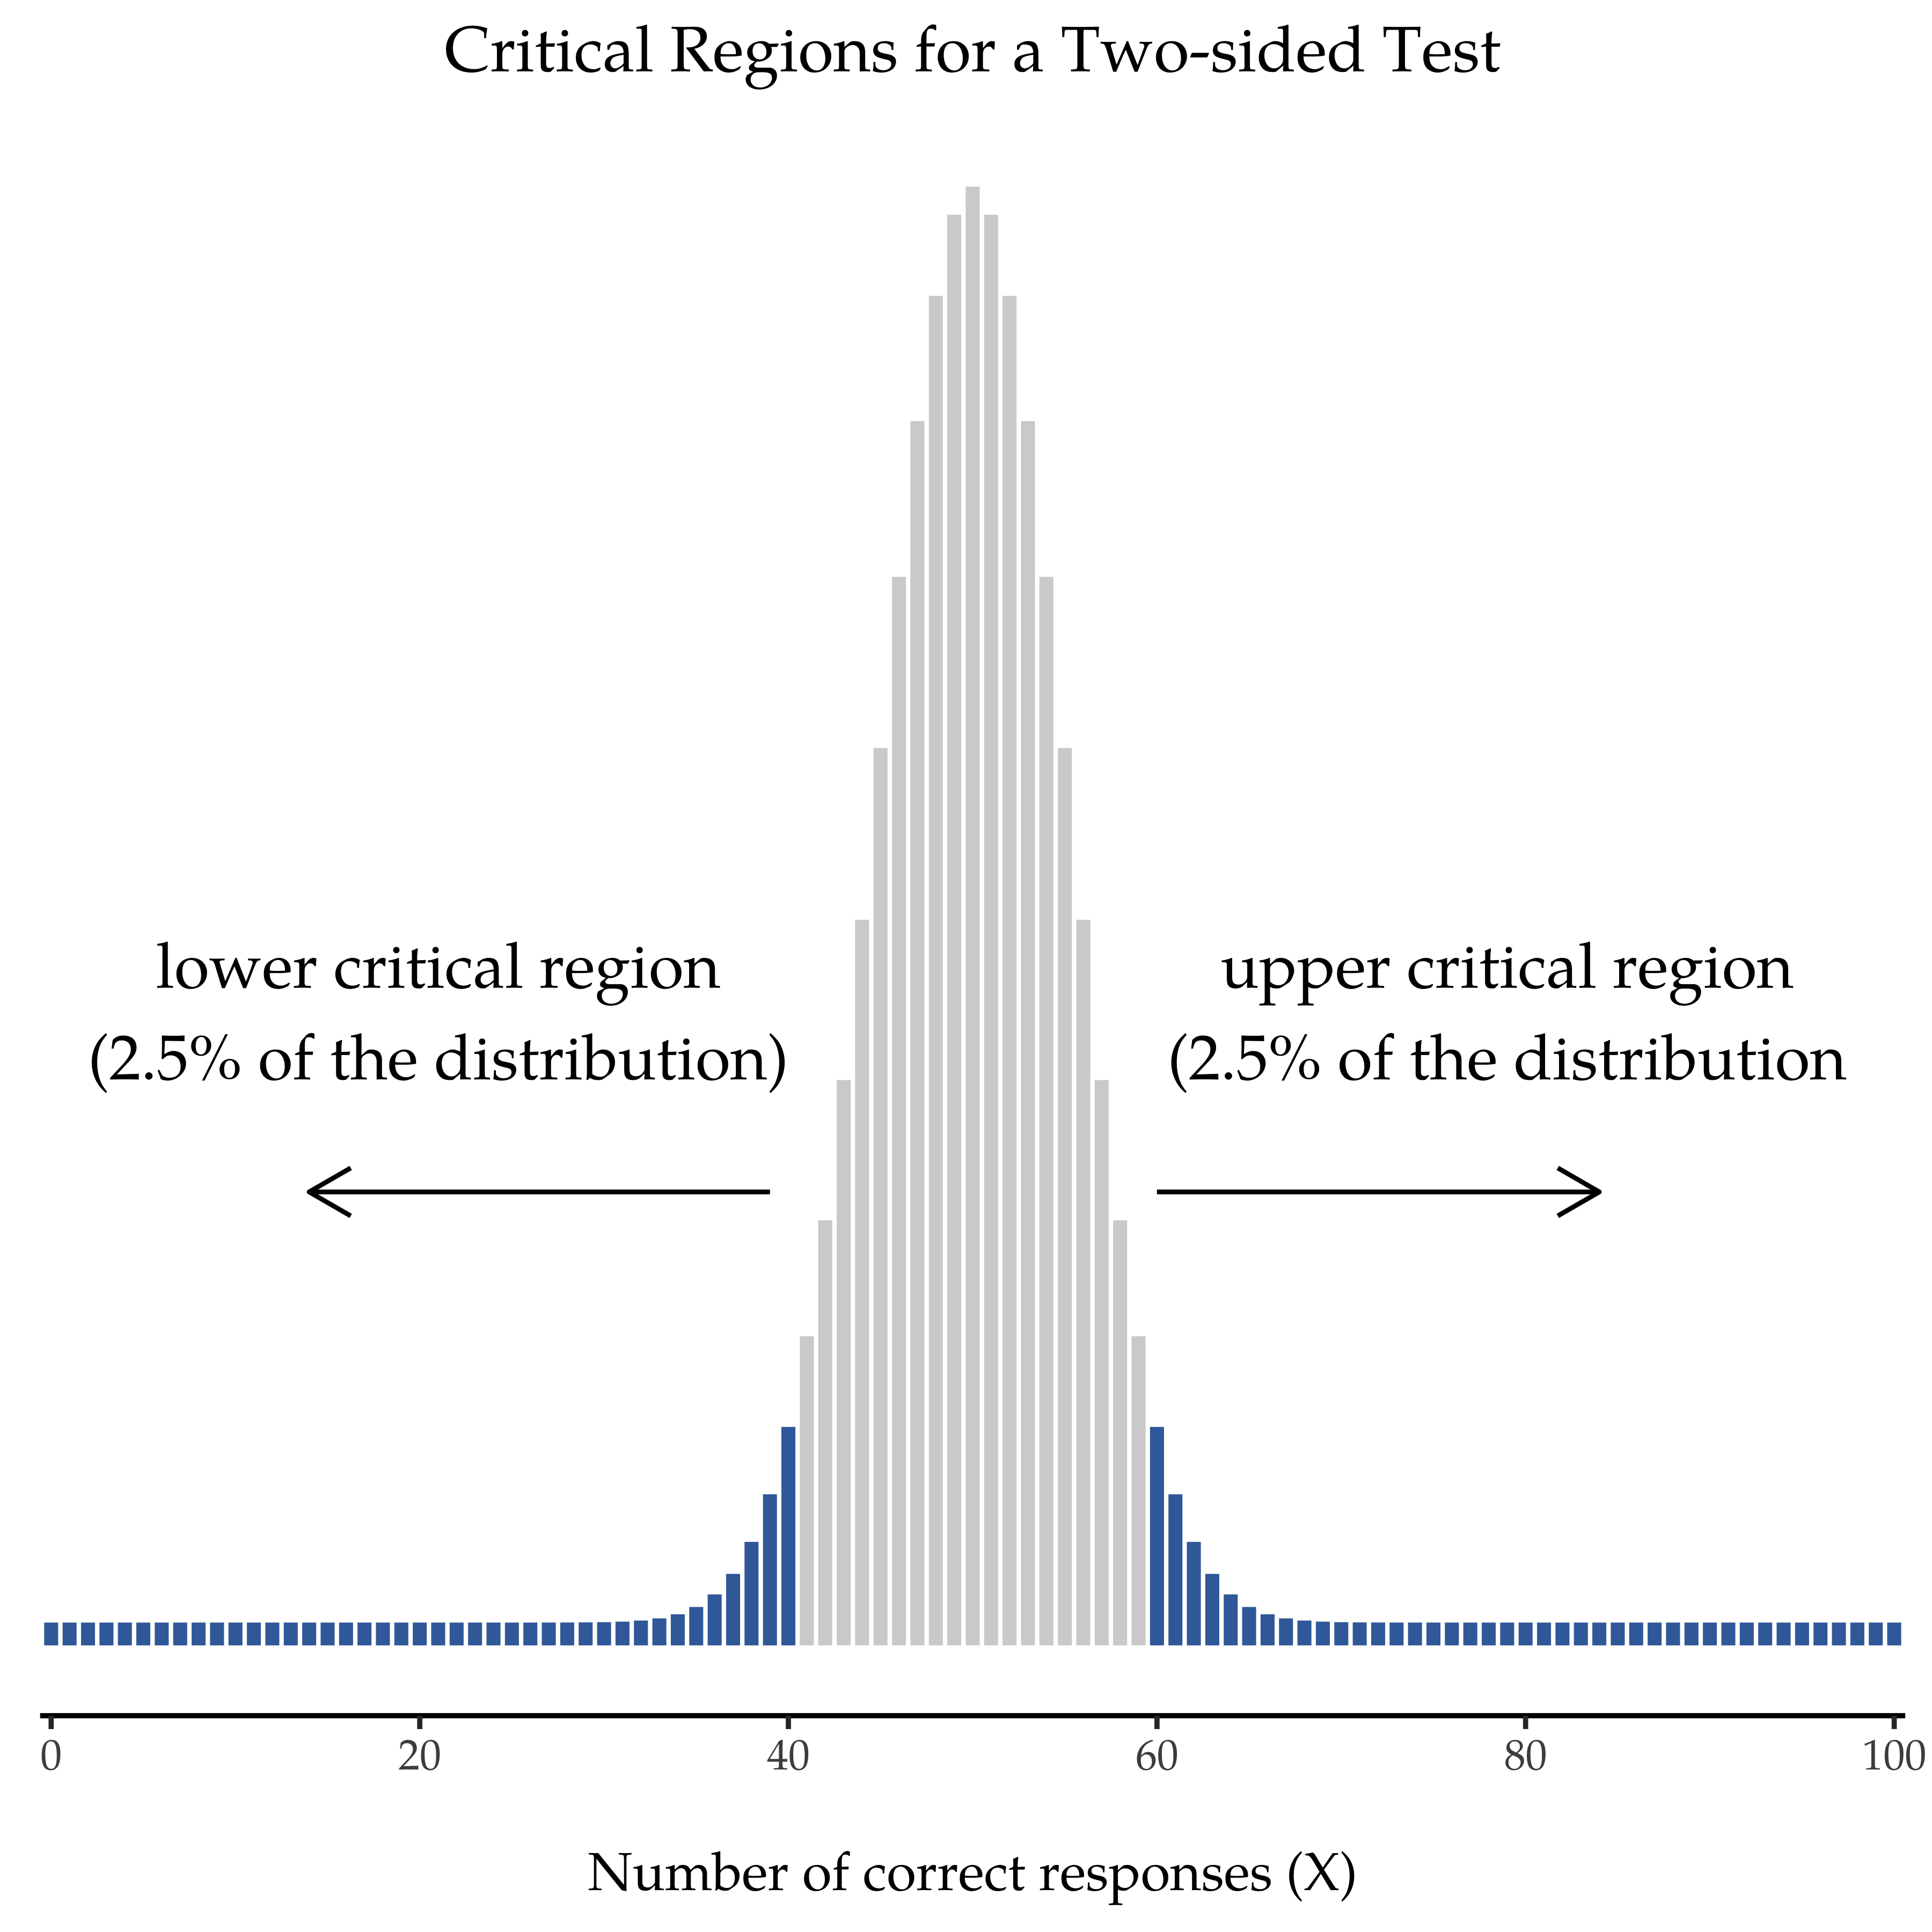 Critical Regions for a Two-sided Test
lower critical region
(2.5% of the distribution)
upper critical region
(2.5% of the distribution
0 20 40 60 80 100
Number of correct responses (X)